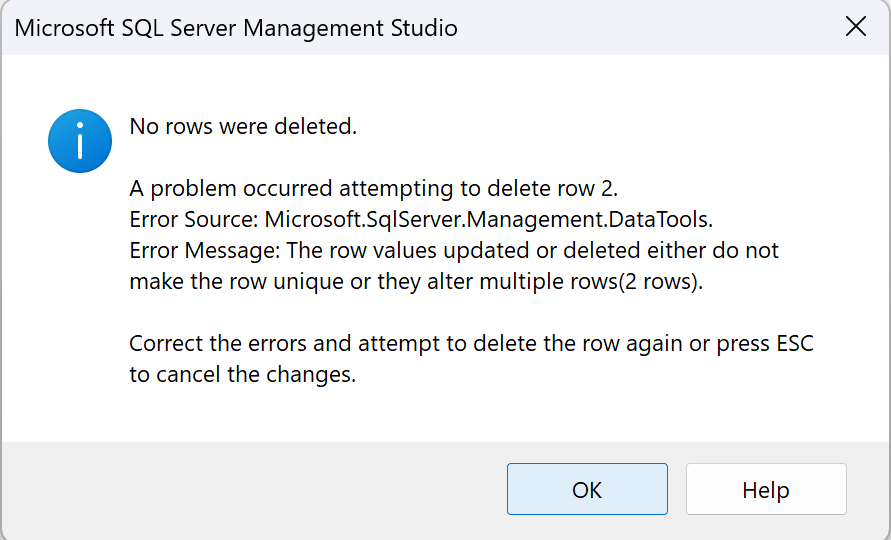 Microsoft SQL Server Management Studio
No rows were deleted.
A problem occurred attempting to delete row 2.
Error Source: Microsoft.SqlServer.Management.DataTools.
Error Message: The row values updated or deleted either do not
make the row unique or they alter multiple rows(2 rows).
Correct the errors and attempt to delete the row again or press ESC
to cancel the changes.
OK
Help